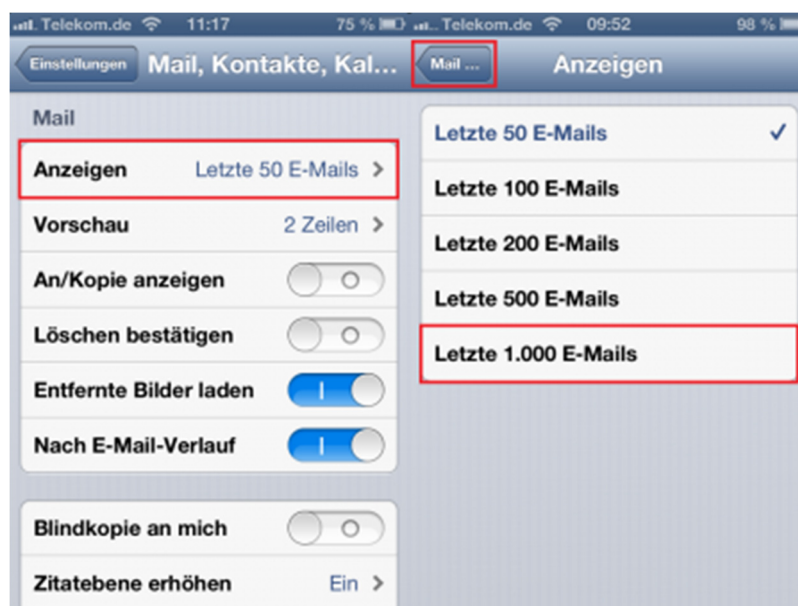 Telekom.de 11:17 75 %
Einstellungen Mail, Kontakte, Kal...
Mail
Anzeigen Letzte 50 E-Mails
Vorschau 2 Zeilen
An/Kopie anzeigen
Löschen bestätigen
Entfernte Bilder laden
Nach E-Mail-Verlauf
Blindkopie an mich
Zitatebene erhöhen Ein
Telekom.de 09:52 98 %
Mail ... Anzeigen
Letzte 50 E-Mails
Letzte 100 E-Mails
Letzte 200 E-Mails
Letzte 500 E-Mails
Letzte 1.000 E-Mails